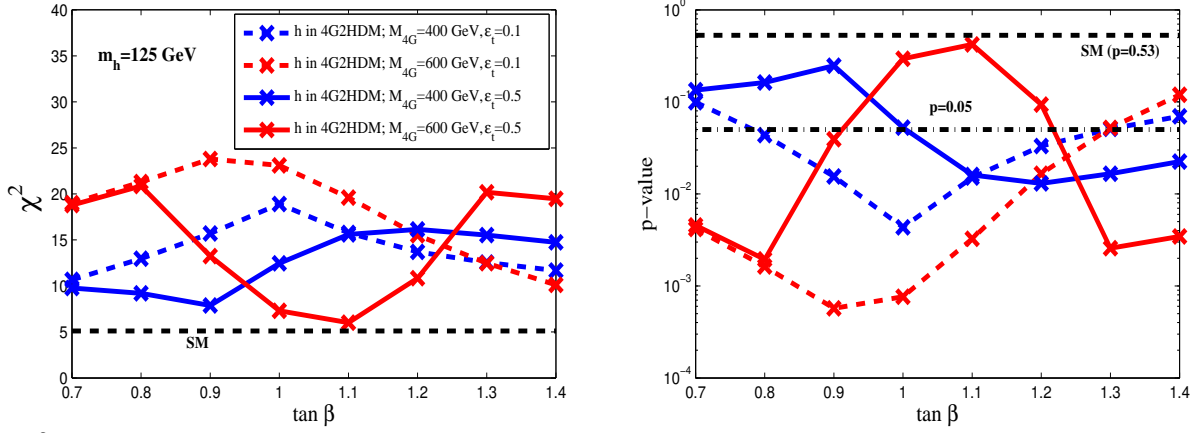 40
35
30
25
20
15
10
5
0
χ²
m_h=125 GeV
h in 4G2HDM; M_4G=400 GeV,ε_t=0.1
h in 4G2HDM; M_4G=600 GeV,ε_t=0.1
h in 4G2HDM; M_4G=400 GeV,ε_t=0.5
h in 4G2HDM; M_4G=600 GeV,ε_t=0.5
SM
0.7 0.8 0.9 1 1.1 1.2 1.3 1.4
tan β
10⁰
10⁻¹
10⁻²
10⁻³
10⁻⁴
p−value
SM (p=0.53)
p=0.05
0.7 0.8 0.9 1 1.1 1.2 1.3 1.4
tan β